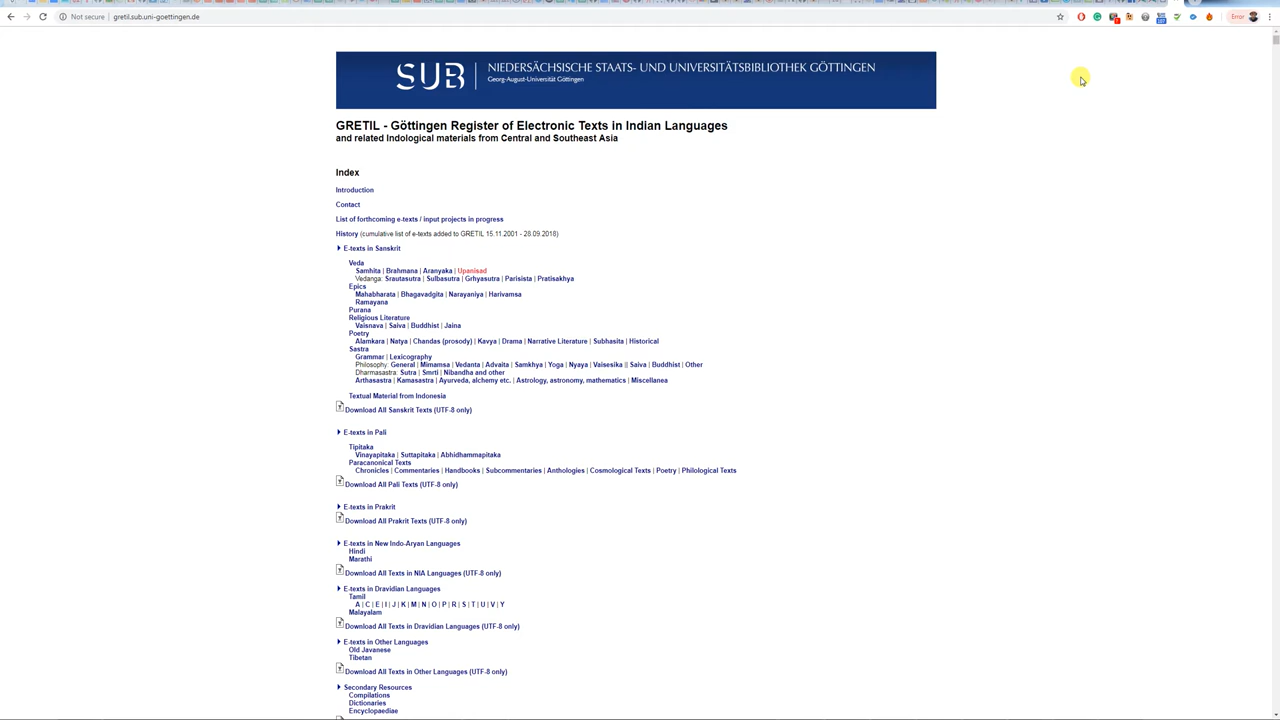 Not secure | gretil.sub.uni-goettingen.de
Error
SUB | NIEDERSÄCHSISCHE STAATS- UND UNIVERSITÄTSBIBLIOTHEK GÖTTINGEN
Georg-August-Universität Göttingen
GRETIL - Göttingen Register of Electronic Texts in Indian Languages
and related Indological materials from Central and Southeast Asia
Index
Introduction
Contact
List of forthcoming e-texts / input projects in progress
History (cumulative list of e-texts added to GRETIL 15.11.2001 - 28.09.2018)
E-texts in Sanskrit
Veda
Samhita | Brahmana | Aranyaka | Upanisad
Vedanga: Srautasutra | Sulbasutra | Grhyasutra | Parisista | Pratisakhya
Epics
Mahabharata | Bhagavadgita | Narayaniya | Harivamsa
Ramayana
Purana
Religious Literature
Vaisnava | Saiva | Buddhist | Jaina
Poetry
Alamkara | Natya | Chandas (prosody) | Kavya | Drama | Narrative Literature | Subhasita | Historical
Sastra
Grammar | Lexicography
Philosophy: General | Mimamsa | Vedanta | Advaita | Samkhya | Yoga | Nyaya | Vaisesika || Saiva | Buddhist | Other
Dharmasastra: Sutra | Smrti | Nibandha and other
Arthasastra | Kamasastra | Ayurveda, alchemy etc. | Astrology, astronomy, mathematics | Miscellanea
Textual Material from Indonesia
Download All Sanskrit Texts (UTF-8 only)
E-texts in Pali
Tipitaka
Vinayapitaka | Suttapitaka | Abhidhammapitaka
Paracanonical Texts
Chronicles | Commentaries | Handbooks | Subcommentaries | Anthologies | Cosmological Texts | Poetry | Philological Texts
Download All Pali Texts (UTF-8 only)
E-texts in Prakrit
Download All Prakrit Texts (UTF-8 only)
E-texts in New Indo-Aryan Languages
Hindi
Marathi
Download All Texts in NIA Languages (UTF-8 only)
E-texts in Dravidian Languages
Tamil
A | C | E | I | J | K | M | N | O | P | R | S | T | U | V | Y
Malayalam
Download All Texts in Dravidian Languages (UTF-8 only)
E-texts in Other Languages
Old Javanese
Tibetan
Download All Texts in Other Languages (UTF-8 only)
Secondary Resources
Compilations
Dictionaries
Encyclopaediae